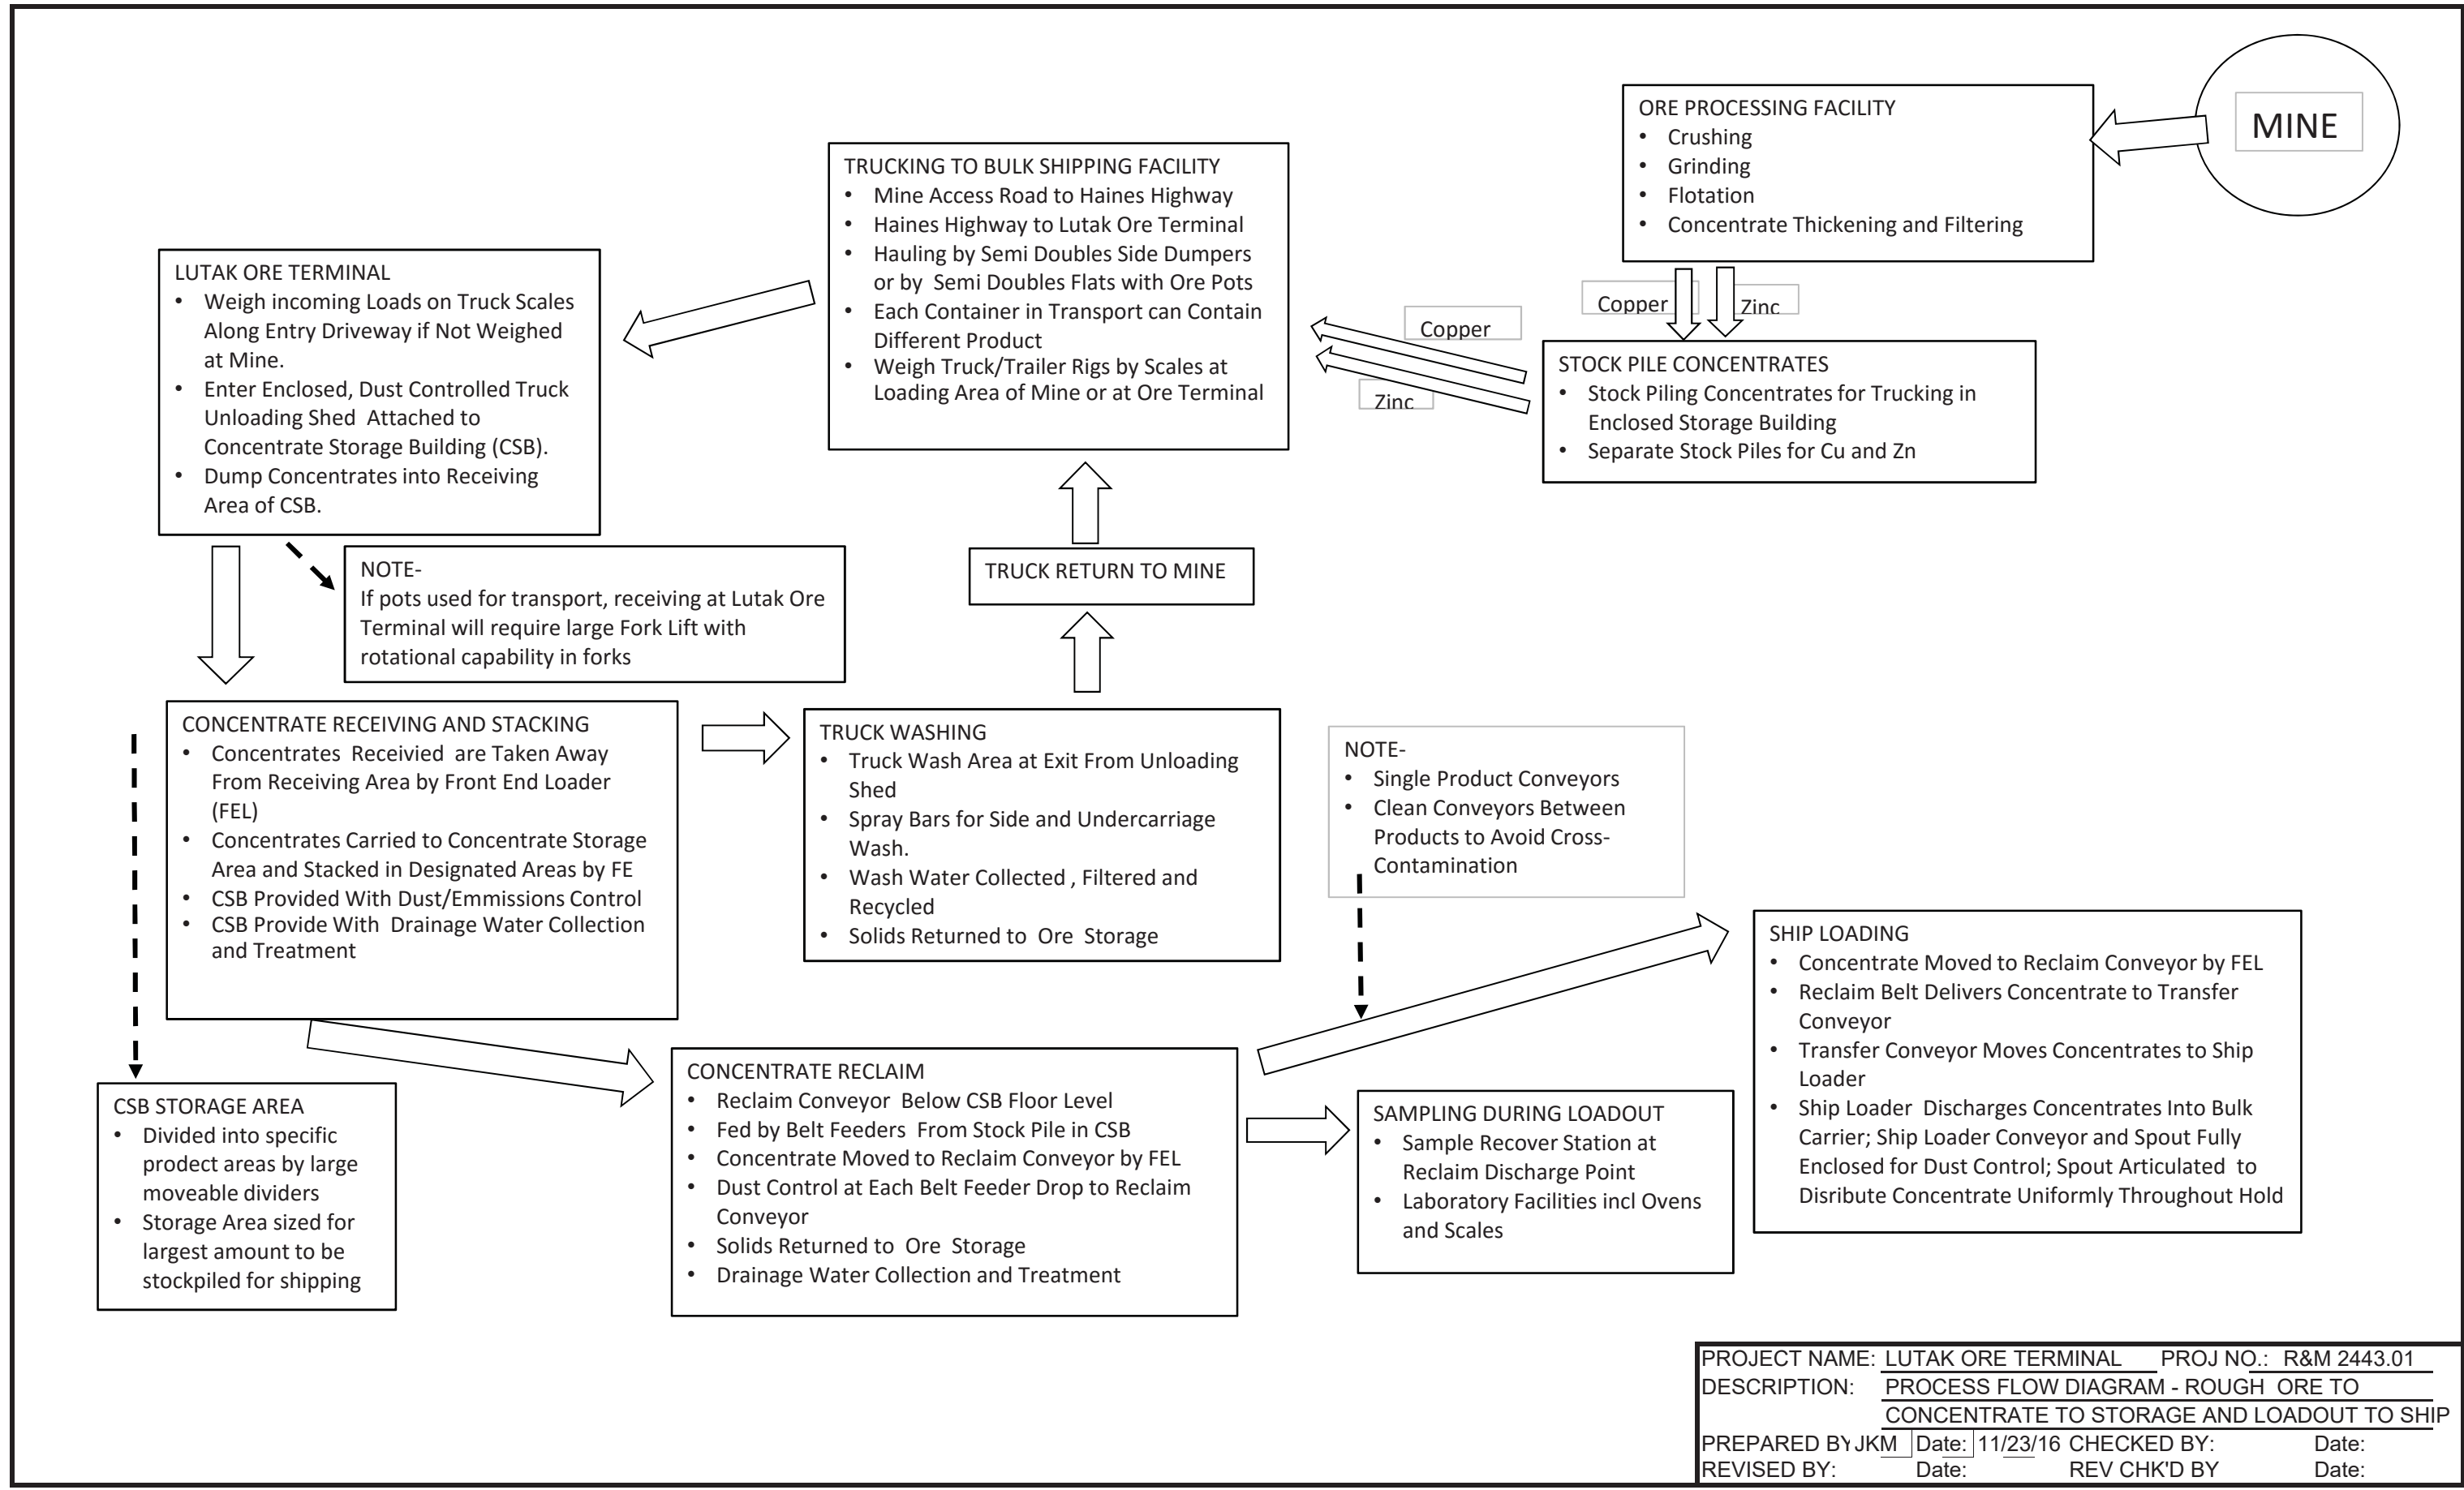 MINE
ORE PROCESSING FACILITY
• Crushing
• Grinding
• Flotation
• Concentrate Thickening and Filtering
Copper
Zinc
STOCK PILE CONCENTRATES
• Stock Piling Concentrates for Trucking in
Enclosed Storage Building
• Separate Stock Piles for Cu and Zn
Copper
Zinc
TRUCKING TO BULK SHIPPING FACILITY
• Mine Access Road to Haines Highway
• Haines Highway to Lutak Ore Terminal
• Hauling by Semi Doubles Side Dumpers
or by Semi Doubles Flats with Ore Pots
• Each Container in Transport can Contain
Different Product
• Weigh Truck/Trailer Rigs by Scales at
Loading Area of Mine or at Ore Terminal
LUTAK ORE TERMINAL
• Weigh incoming Loads on Truck Scales
Along Entry Driveway if Not Weighed
at Mine.
• Enter Enclosed, Dust Controlled Truck
Unloading Shed Attached to
Concentrate Storage Building (CSB).
• Dump Concentrates into Receiving
Area of CSB.
NOTE-
If pots used for transport, receiving at Lutak Ore
Terminal will require large Fork Lift with
rotational capability in forks
TRUCK RETURN TO MINE
CONCENTRATE RECEIVING AND STACKING
• Concentrates Receivied are Taken Away
From Receiving Area by Front End Loader
(FEL)
• Concentrates Carried to Concentrate Storage
Area and Stacked in Designated Areas by FE
• CSB Provided With Dust/Emmissions Control
• CSB Provide With Drainage Water Collection
and Treatment
TRUCK WASHING
• Truck Wash Area at Exit From Unloading
Shed
• Spray Bars for Side and Undercarriage
Wash.
• Wash Water Collected , Filtered and
Recycled
• Solids Returned to Ore Storage
NOTE-
• Single Product Conveyors
• Clean Conveyors Between
Products to Avoid Cross-
Contamination
CSB STORAGE AREA
• Divided into specific
prodect areas by large
moveable dividers
• Storage Area sized for
largest amount to be
stockpiled for shipping
CONCENTRATE RECLAIM
• Reclaim Conveyor Below CSB Floor Level
• Fed by Belt Feeders From Stock Pile in CSB
• Concentrate Moved to Reclaim Conveyor by FEL
• Dust Control at Each Belt Feeder Drop to Reclaim
Conveyor
• Solids Returned to Ore Storage
• Drainage Water Collection and Treatment
SAMPLING DURING LOADOUT
• Sample Recover Station at
Reclaim Discharge Point
• Laboratory Facilities incl Ovens
and Scales
SHIP LOADING
• Concentrate Moved to Reclaim Conveyor by FEL
• Reclaim Belt Delivers Concentrate to Transfer
Conveyor
• Transfer Conveyor Moves Concentrates to Ship
Loader
• Ship Loader Discharges Concentrates Into Bulk
Carrier; Ship Loader Conveyor and Spout Fully
Enclosed for Dust Control; Spout Articulated to
Disribute Concentrate Uniformly Throughout Hold
PROJECT NAME: LUTAK ORE TERMINAL PROJ NO.: R&M 2443.01
DESCRIPTION: PROCESS FLOW DIAGRAM - ROUGH ORE TO
CONCENTRATE TO STORAGE AND LOADOUT TO SHIP
PREPARED BY JKM Date: 11/23/16 CHECKED BY: Date:
REVISED BY: Date: REV CHK'D BY Date: